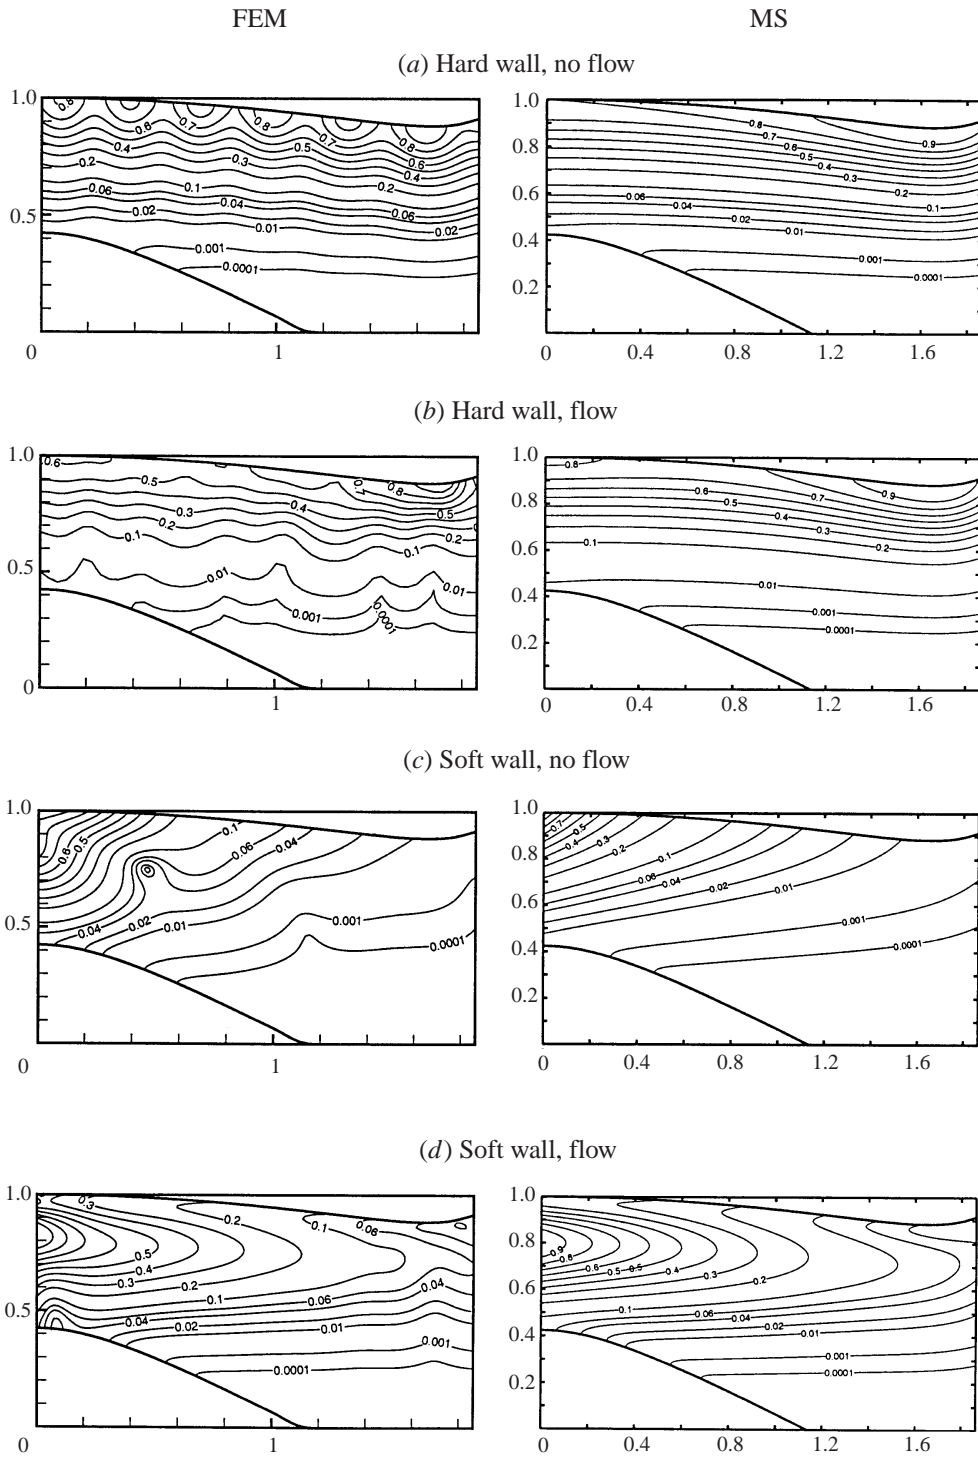 FEM MS
(a) Hard wall, no flow
1.0 0.8 0.6 0.7 0.8 0.7 0.8 0.4 0.5 0.6 0.2 0.3 0.4 0.1 0.2 0.06 0.04 0.06 0.02 0.01 0.02 0.5 0.001 0.0001
0 1
1.0 0.8 0.9 0.7 0.6 0.5 0.4 0.3 0.2 0.1 0.8 0.6 0.06 0.04 0.02 0.01 0.4 0.001 0.0001 0.2
0 0.4 0.8 1.2 1.6
(b) Hard wall, flow
1.0 0.6 0.5 0.7 0.8 0.4 0.5 0.3 0.2 0.2 0.1 0.1 0.5 0.01 0.01 0.001 0.0001 0
1
1.0 0.8 0.9 0.7 0.6 0.5 0.4 0.3 0.2 0.8 0.6 0.1 0.01 0.4 0.001 0.0001 0.2
0 0.4 0.8 1.2 1.6
(c) Soft wall, no flow
1.0 0.5 0.6 0.1 0.06 0.04 0.5 0.04 0.02 0.01 0.001 0.0001
0 1
1.0 0.7 0.5 0.4 0.3 0.2 0.1 0.8 0.06 0.04 0.02 0.01 0.6 0.001 0.4 0.0001 0.2
0 0.4 0.8 1.2 1.6
(d) Soft wall, flow
1.0 0.3 0.2 0.1 0.06 0.5 0.4 0.3 0.2 0.04 0.1 0.06 0.5 0.04 0.02 0.01 0.001 0.0001
0 1
1.0 0.8 0.9 0.8 0.6 0.5 0.5 0.4 0.3 0.2 0.6 0.1 0.06 0.04 0.02 0.01 0.4 0.001 0.0001 0.2
0 0.4 0.8 1.2 1.6